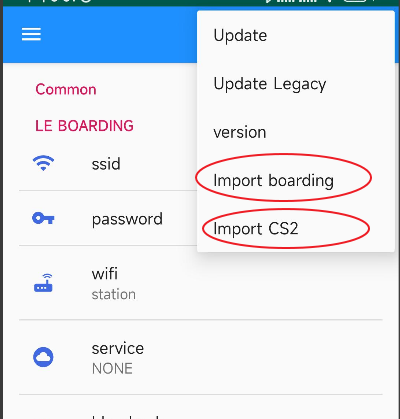 Update
Update Legacy
version
Import boarding
Import CS2
Common
LE BOARDING
ssid
password
wifi
station
service
NONE